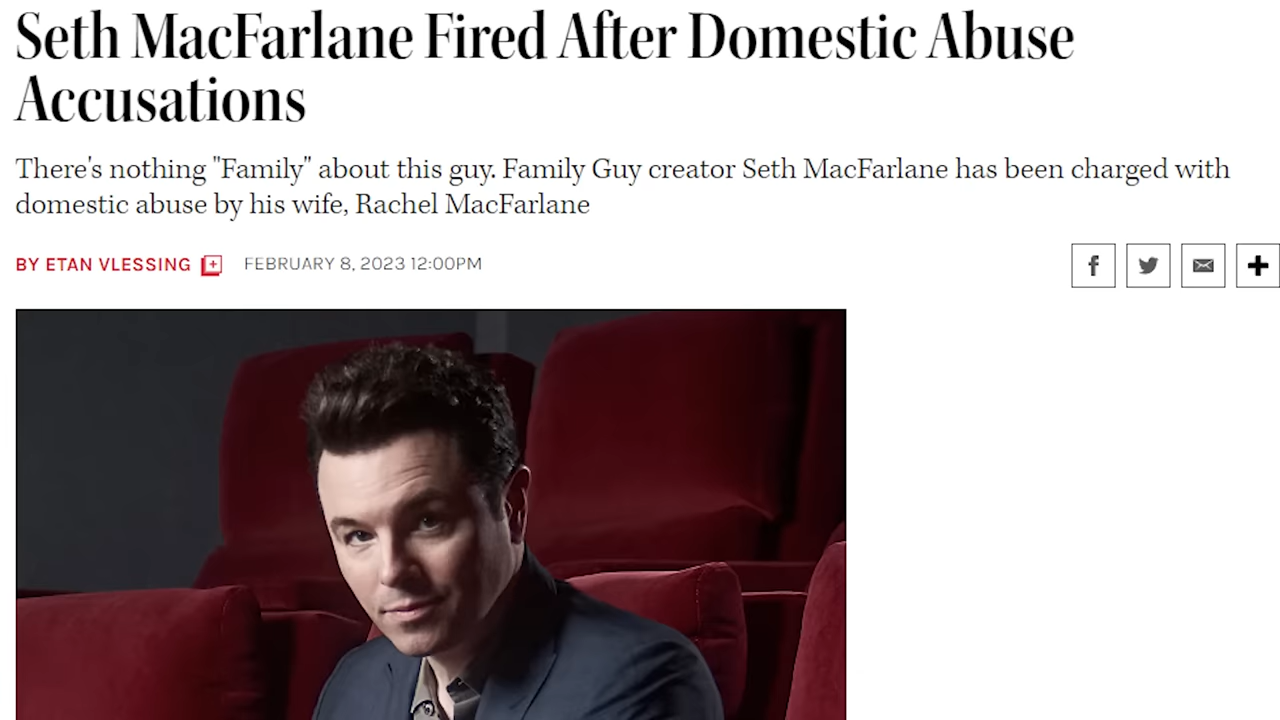 Seth MacFarlane Fired After Domestic Abuse
Accusations
There's nothing "Family" about this guy. Family Guy creator Seth MacFarlane has been charged with
domestic abuse by his wife, Rachel MacFarlane
BY ETAN VLESSING
FEBRUARY 8, 2023 12:00PM